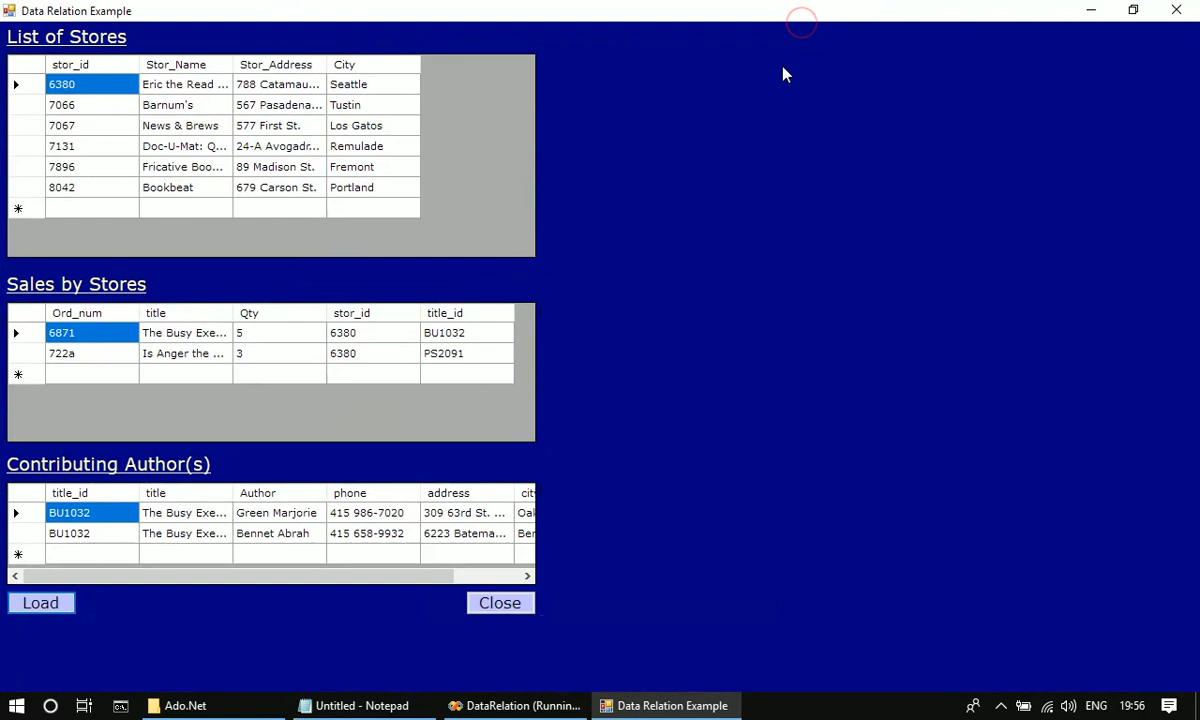 Data Relation Example
List of Stores
stor_id Stor_Name Stor_Address City
6380 Eric the Read ... 788 Catamau... Seattle
7066 Barnum's 567 Pasadena... Tustin
7067 News & Brews 577 First St. Los Gatos
7131 Doc-U-Mat: Q... 24-A Avogadr... Remulade
7896 Fricative Boo... 89 Madison St. Fremont
8042 Bookbeat 679 Carson St. Portland
Sales by Stores
Ord_num title Qty stor_id title_id
6871 The Busy Exe... 5 6380 BU1032
722a Is Anger the ... 3 6380 PS2091
Contributing Author(s)
title_id title Author phone address city
BU1032 The Busy Exe... Green Marjorie 415 986-7020 309 63rd St. ... Oak
BU1032 The Busy Exe... Bennet Abrah 415 658-9932 6223 Batema... Ber
Load Close
Ado.Net Untitled - Notepad DataRelation (Runnin... Data Relation Example ENG 19:56